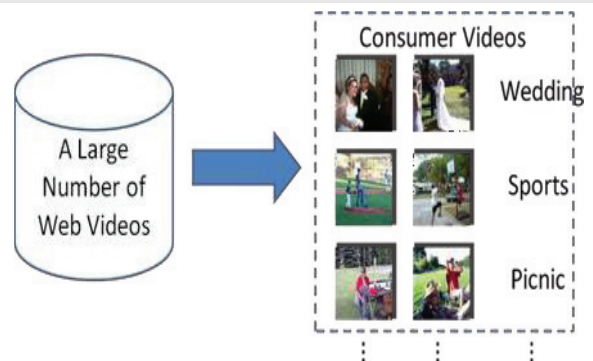 Consumer Videos
A Large
Number of
Web Videos
Wedding
Sports
Picnic